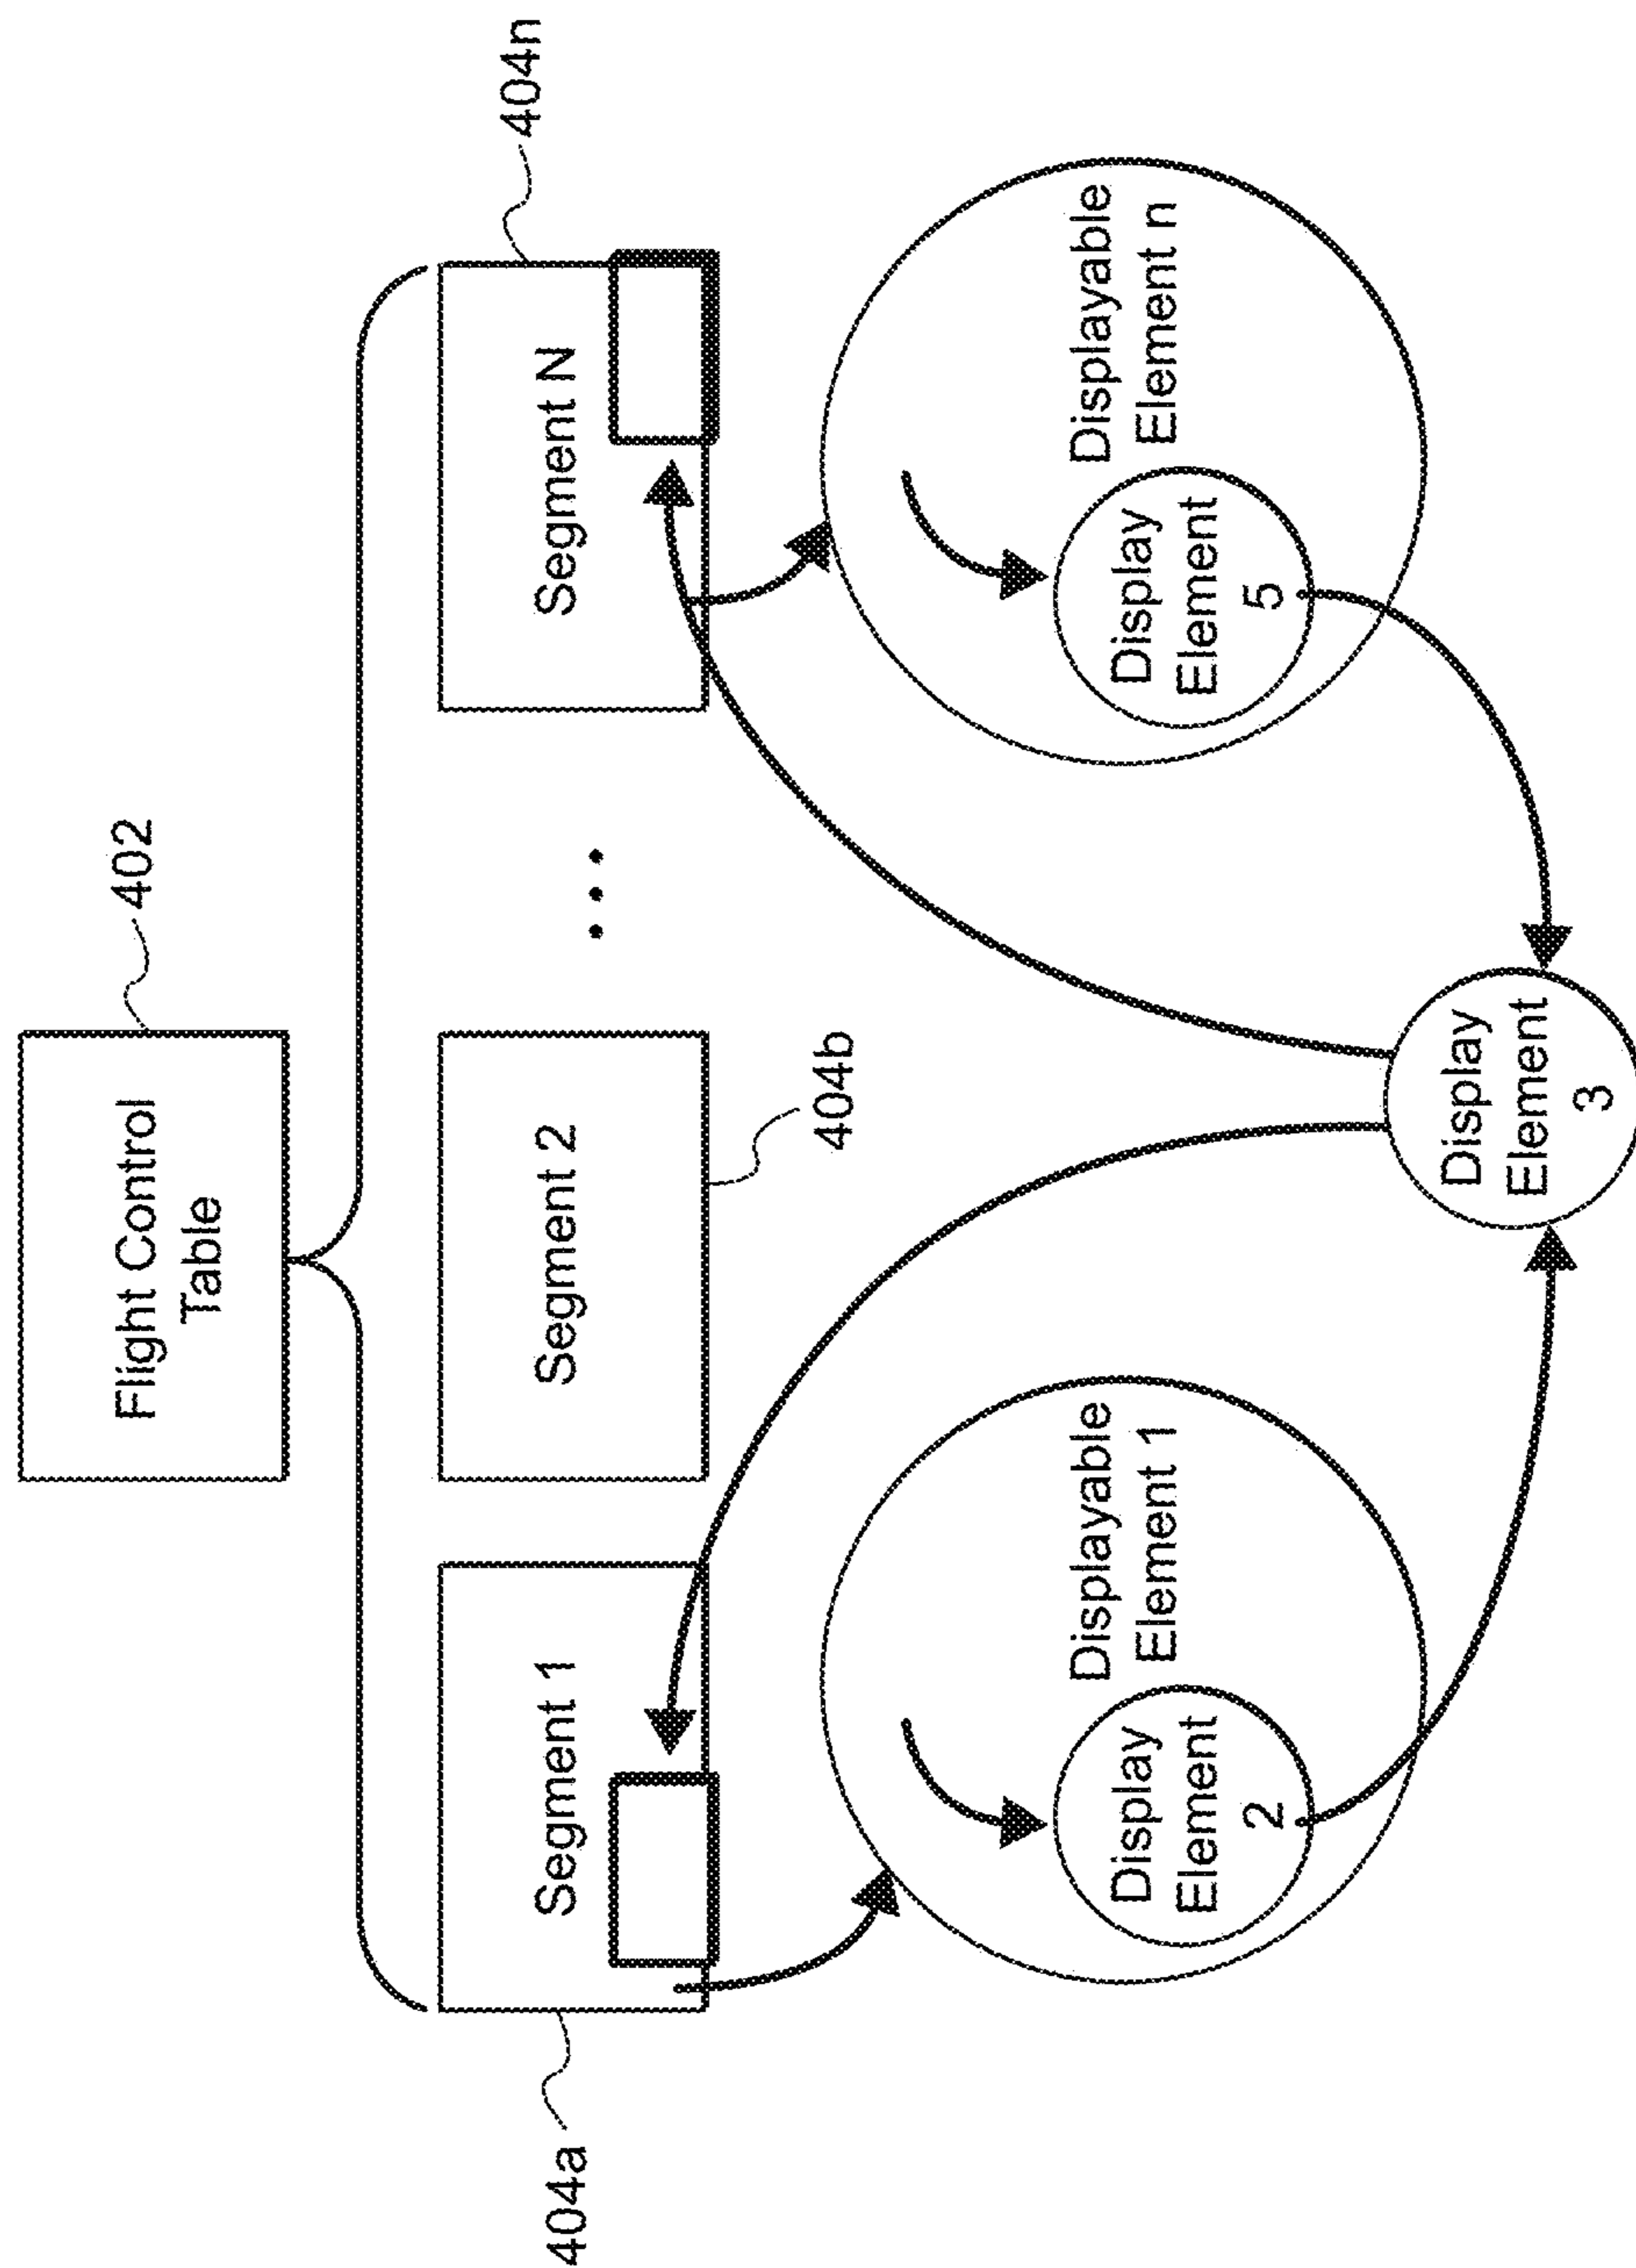 Flight Control
Table
402
404a
Segment 1
Segment 2
404b
...
Segment N
404n
Displayable
Element 1
Display
Element
2
Displayable
Element n
Display
Element
5
Display
Element
3